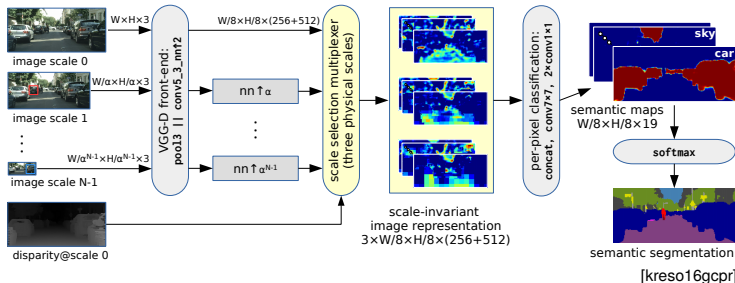 W×H×3
image scale 0
W/α×H/α×3
image scale 1
W/αᴺ⁻¹×H/αᴺ⁻¹×3
image scale N-1
disparity@scale 0
VGG-D front-end:
pool3 || conv5_3_nn↑2
W/8×H/8×(256+512)
nn↑α
nn↑αᴺ⁻¹
scale selection multiplexer
(three physical scales)
scale-invariant
image representation
3×W/8×H/8×(256+512)
per-pixel classification:
concat, conv7×7, 2×conv1×1
sky
car
semantic maps
W/8×H/8×19
softmax
semantic segmentation
[kreso16gcpr]